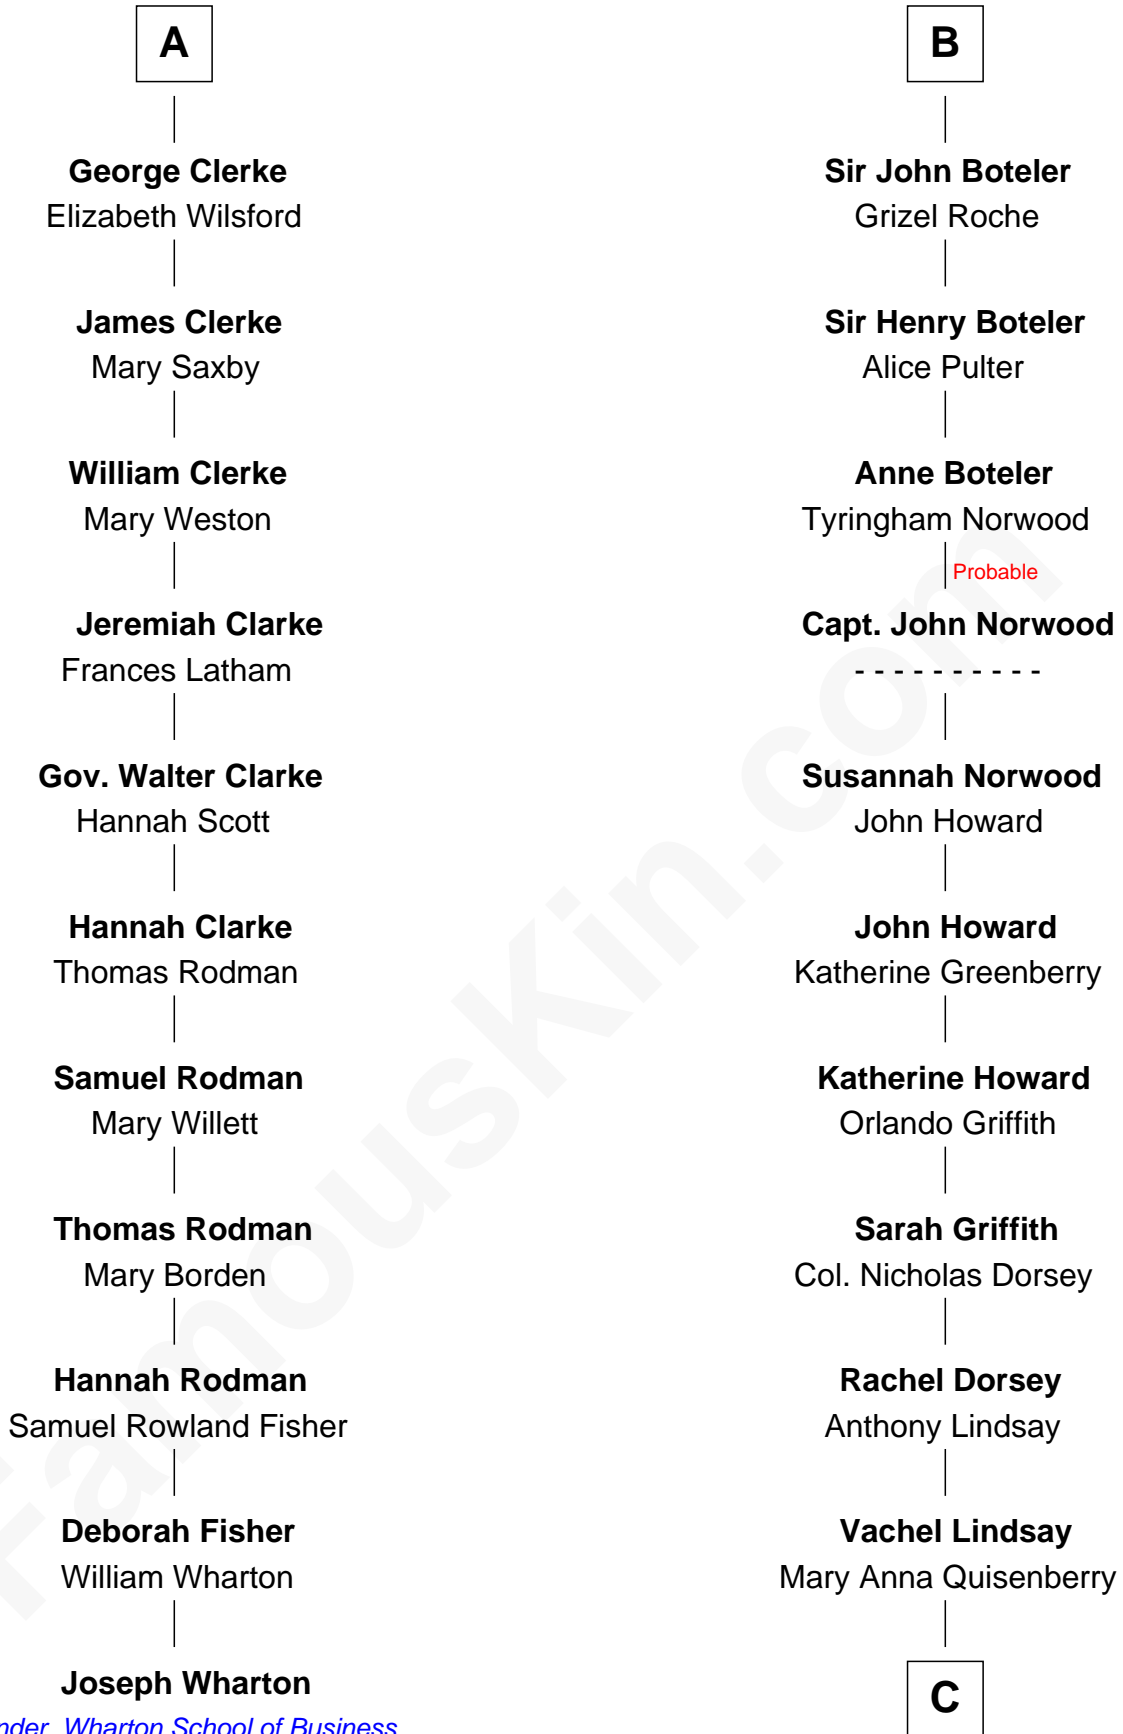 A
George Clerke
Elizabeth Wilsford
James Clerke
Mary Saxby
William Clerke
Mary Weston
Jeremiah Clarke
Frances Latham
Gov. Walter Clarke
Hannah Scott
Hannah Clarke
Thomas Rodman
Samuel Rodman
Mary Willett
Thomas Rodman
Mary Borden
Hannah Rodman
Samuel Rowland Fisher
Deborah Fisher
William Wharton
Joseph Wharton
Wharton School of Business
B
Sir John Boteler
Grizel Roche
Sir Henry Boteler
Alice Pulter
Anne Boteler
Tyringham Norwood
Probable
Capt. John Norwood
- - - - - - - - - -
Susannah Norwood
John Howard
John Howard
Katherine Greenberry
Katherine Howard
Orlando Griffith
Sarah Griffith
Col. Nicholas Dorsey
Rachel Dorsey
Anthony Lindsay
Vachel Lindsay
Mary Anna Quisenberry
C
FamousKin.com